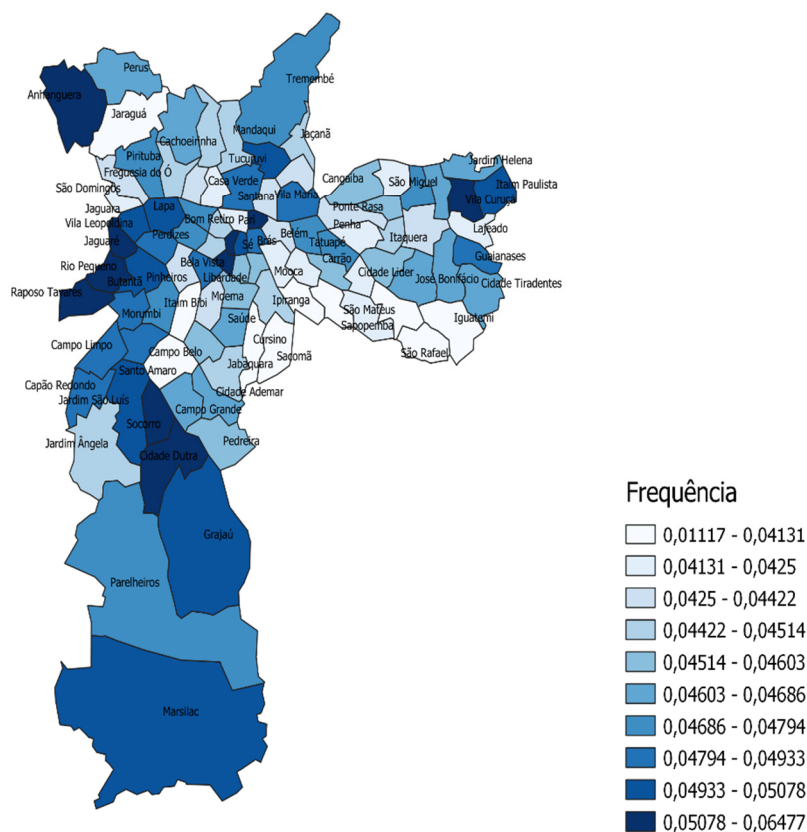 Perus
Tremembé
Anhanguera
Jaraguá
Mandaqui
Jaçanã
Cachoeirinha
Pirituba
Tucuruvi
Jardim Helena
Freguesia do Ó
Cangaiba
São Miguel
Itaim Paulista
São Domingos
Casa Verde
Santana
Vila Maria
Vila Curuçá
Jaguara
Lapa
Ponte Rasa
Vila Leopoldina
Bom Retiro
Pari
Penha
Lajeado
Jaguaré
Perdizes
Sé
Brás
Belém
Tatuapé
Itaquera
Guaianases
Rio Pequeno
Bela Vista
Carrão
Butantã
Pinheiros
Liberdade
Mooca
Cidade Líder
José Bonifácio
Cidade Tiradentes
Raposo Tavares
Itaim Bibi
Moema
Ipiranga
Morumbi
Saúde
São Mateus
Iguatemi
Sapopemba
Campo Limpo
Campo Belo
Cursino
São Rafael
Sacomã
Santo Amaro
Jabaquara
Capão Redondo
Cidade Ademar
Jardim São Luís
Campo Grande
Socorro
Jardim Ângela
Pedreira
Cidade Dutra
Grajaú
Parelheiros
Marsilac
Frequência
0,01117 - 0,04131
0,04131 - 0,0425
0,0425 - 0,04422
0,04422 - 0,04514
0,04514 - 0,04603
0,04603 - 0,04686
0,04686 - 0,04794
0,04794 - 0,04933
0,04933 - 0,05078
0,05078 - 0,06477